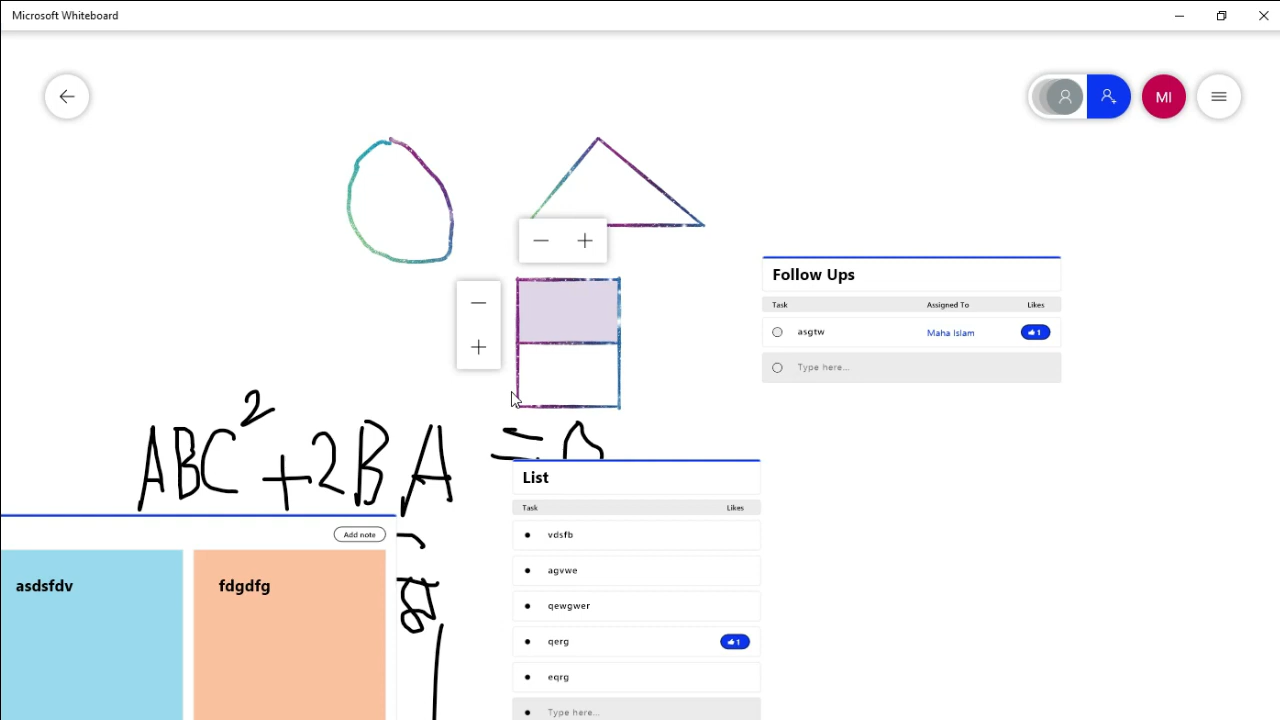 Microsoft Whiteboard
MI
Follow Ups
Task Assigned To Likes
asgtw Maha Islam 1
Type here...
ABC² + 2BA = 0
List
Task Likes
vdsfb
agvwe
qewgwer
qerg 1
eqrg
Type here...
Add note
asdsfdv fdgdfg